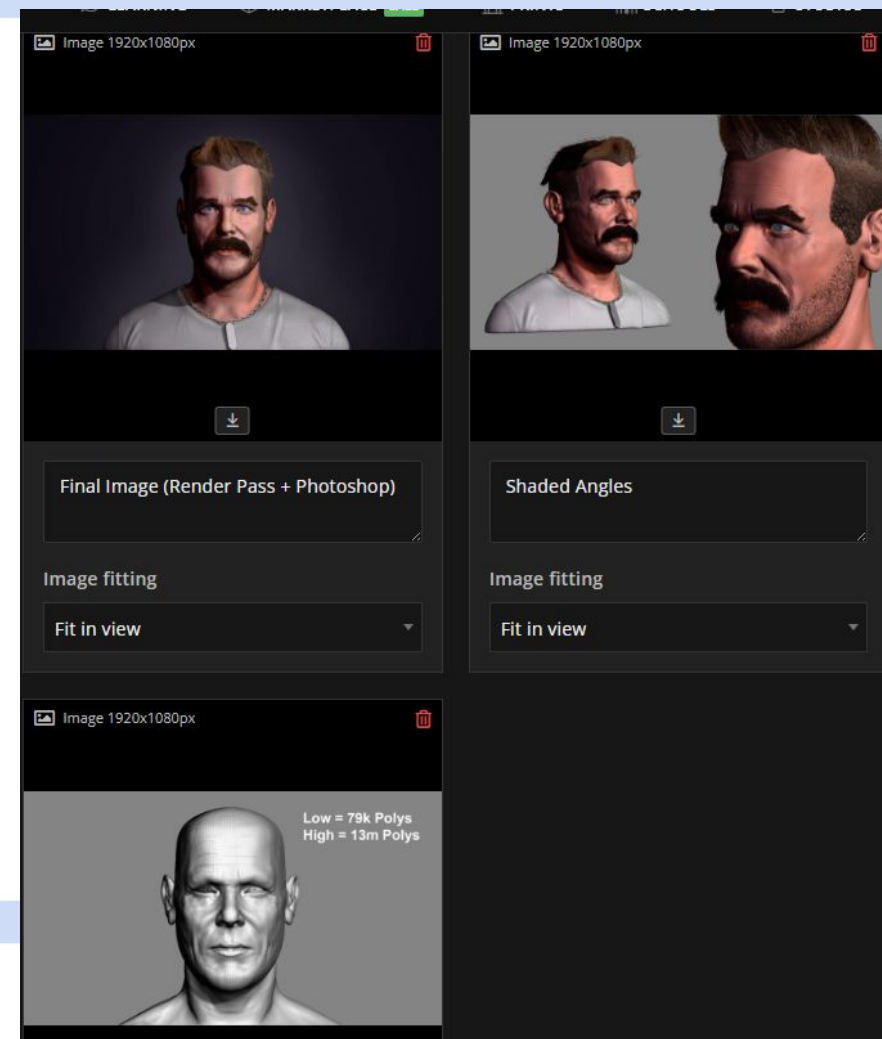 Image 1920x1080px
Image 1920x1080px
Final Image (Render Pass + Photoshop)
Shaded Angles
Image fitting
Image fitting
Fit in view
Fit in view
Image 1920x1080px
Low = 79k Polys
High = 13m Polys